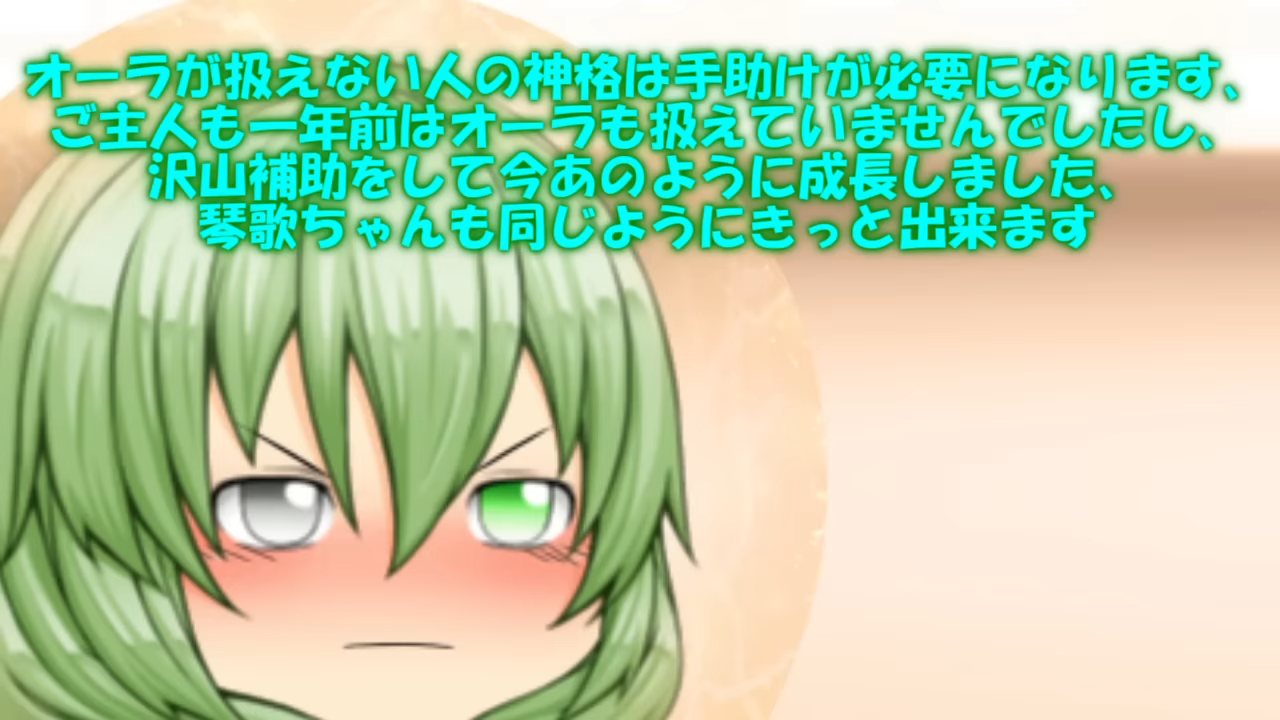 オーラが扱えない人の神格は手助けが必要になります、
ご主人も一年前はオーラも扱えていませんでしたし、
沢山補助をして今あのように成長しました、
琴歌ちゃんも同じようにきっと出来ます